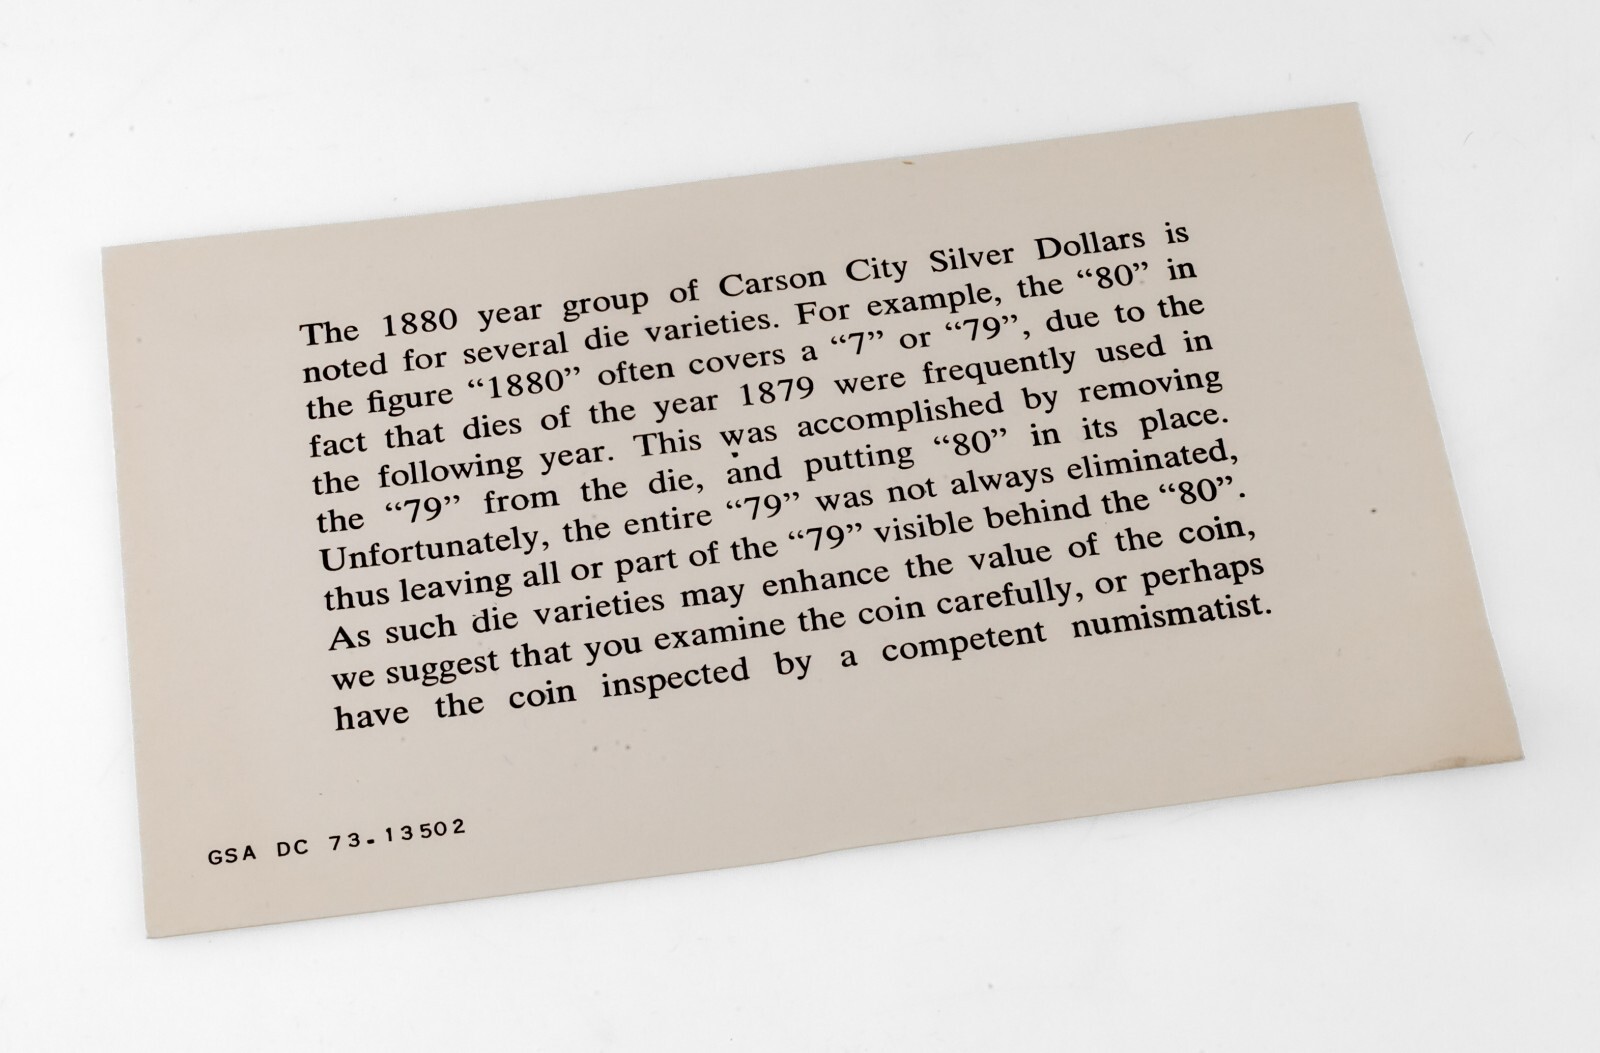 The 1880 year group of Carson City Silver Dollars is
noted for several die varieties. For example, the “80” in
the figure “1880” often covers a “7” or “79”, due to the
fact that dies of the year 1879 were frequently used in
the following year. This was accomplished by removing
the “79” from the die, and putting “80” in its place.
Unfortunately, the entire “79” was not always eliminated,
thus leaving all or part of the “79” visible behind the “80”.
As such die varieties may enhance the value of the coin,
we suggest that you examine the coin carefully, or perhaps
have the coin inspected by a competent numismatist.
GSA DC 73-13502